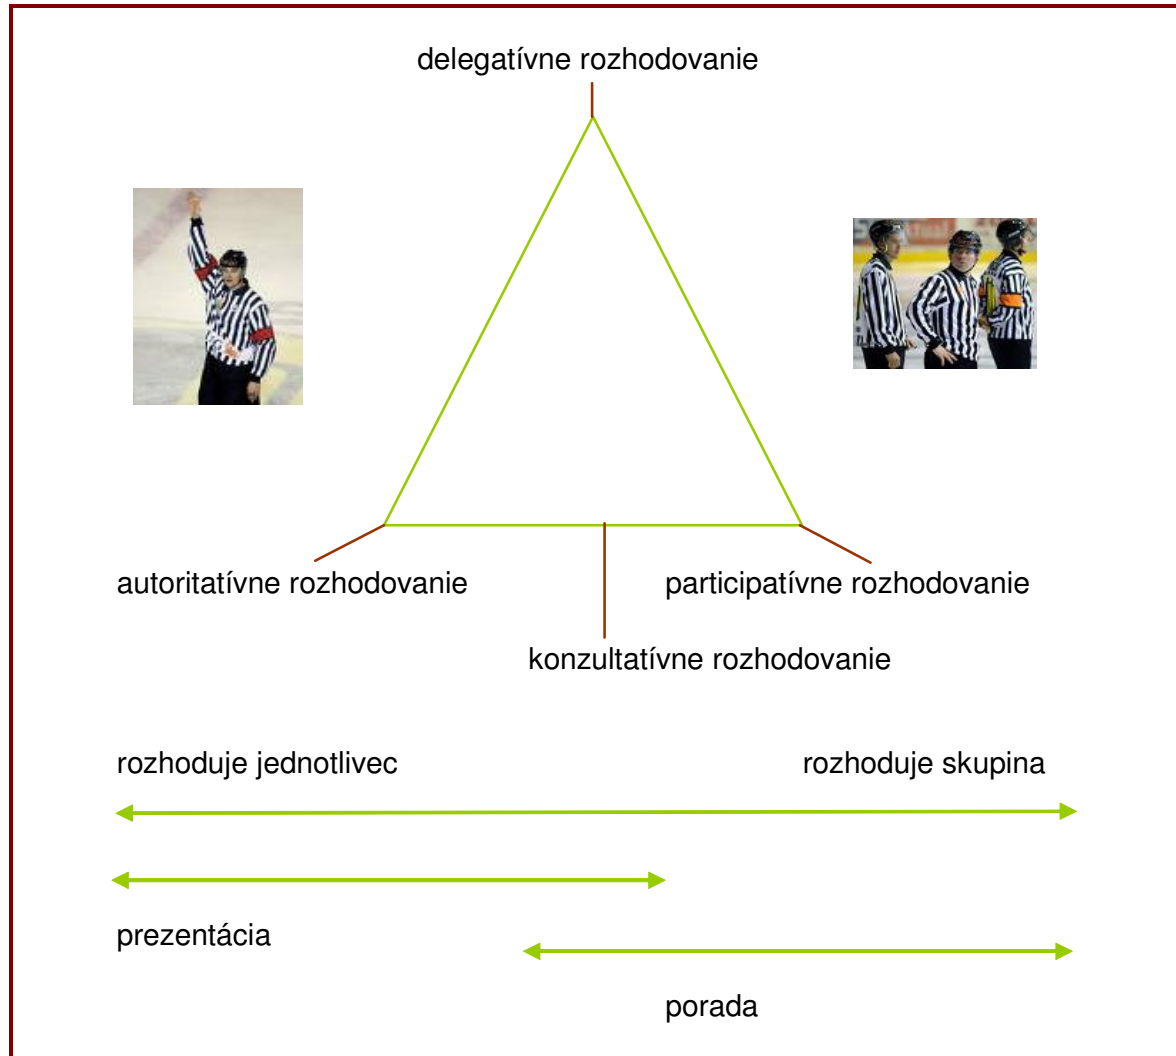 delegatívne rozhodovanie
autoritatívne rozhodovanie
participatívne rozhodovanie
konzultatívne rozhodovanie
rozhoduje jednotlivec
rozhoduje skupina
prezentácia
porada